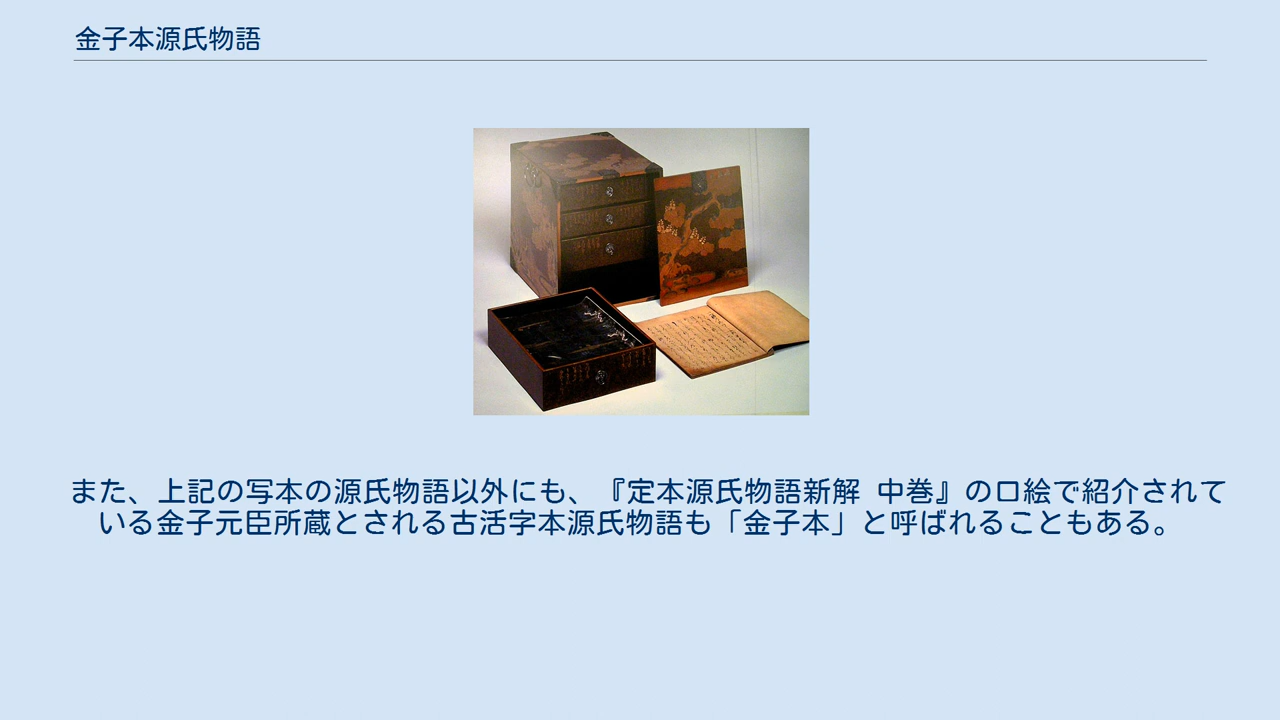 金子本源氏物語
また、上記の写本の源氏物語以外にも、『定本源氏物語新解 中巻』の口絵で紹介されて
いる金子元臣所蔵とされる古活字本源氏物語も「金子本」と呼ばれることもある。